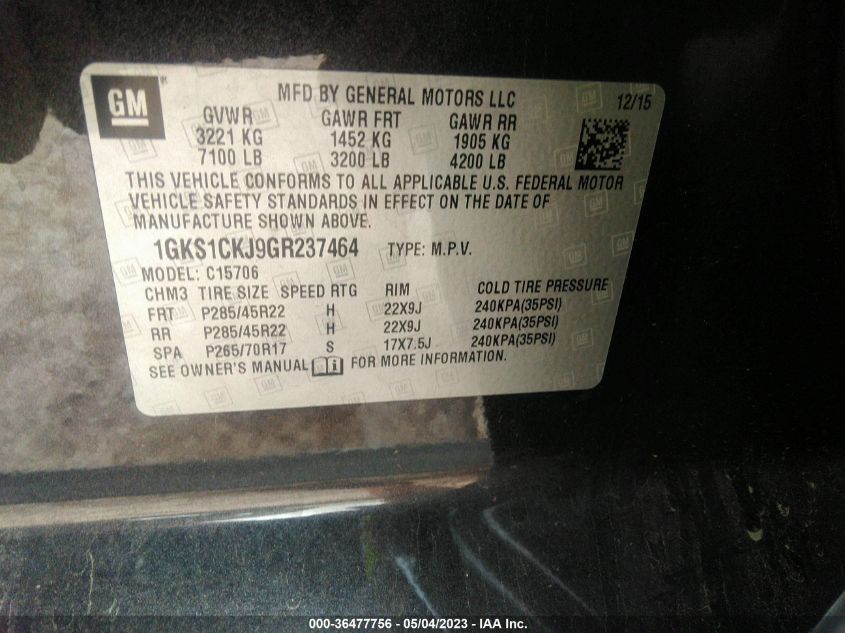 GM
MFD BY GENERAL MOTORS LLC 12/15
GVWR GAWR FRT GAWR RR
3221 KG 1452 KG 1905 KG
7100 LB 3200 LB 4200 LB
THIS VEHICLE CONFORMS TO ALL APPLICABLE U.S. FEDERAL MOTOR
VEHICLE SAFETY STANDARDS IN EFFECT ON THE DATE OF
MANUFACTURE SHOWN ABOVE.
1GKS1CKJ9GR237464 TYPE: M.P.V.
MODEL: C15706
CHM3 TIRE SIZE SPEED RTG RIM COLD TIRE PRESSURE
FRT P285/45R22 H 22X9J 240KPA(35PSI)
RR P285/45R22 H 22X9J 240KPA(35PSI)
SPA P265/70R17 S 17X7.5J 240KPA(35PSI)
SEE OWNER'S MANUAL FOR MORE INFORMATION.
000-36477756 - 05/04/2023 - IAA Inc.